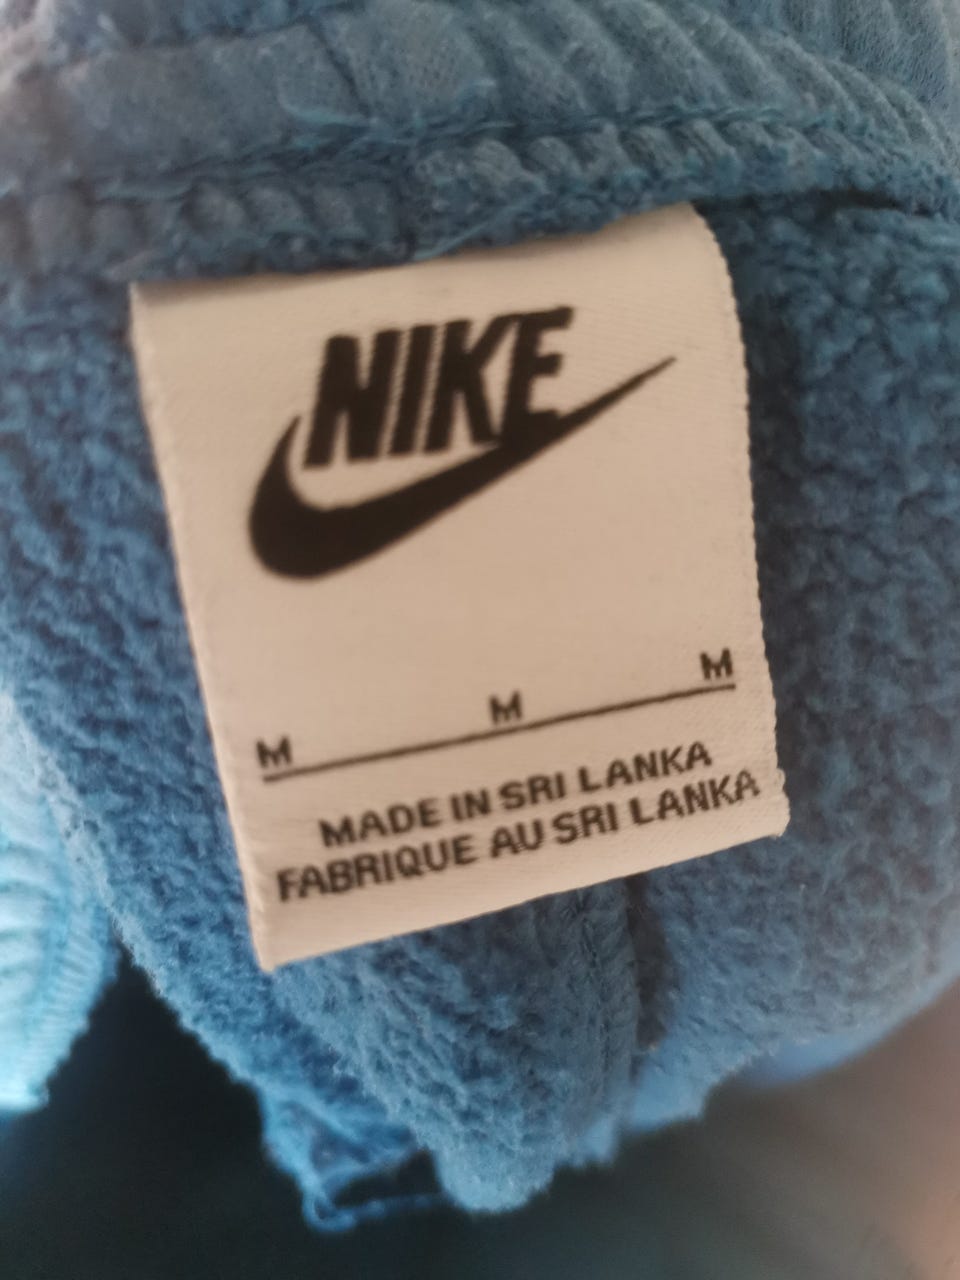 NIKE
M M M
MADE IN SRI LANKA
FABRIQUE AU SRI LANKA